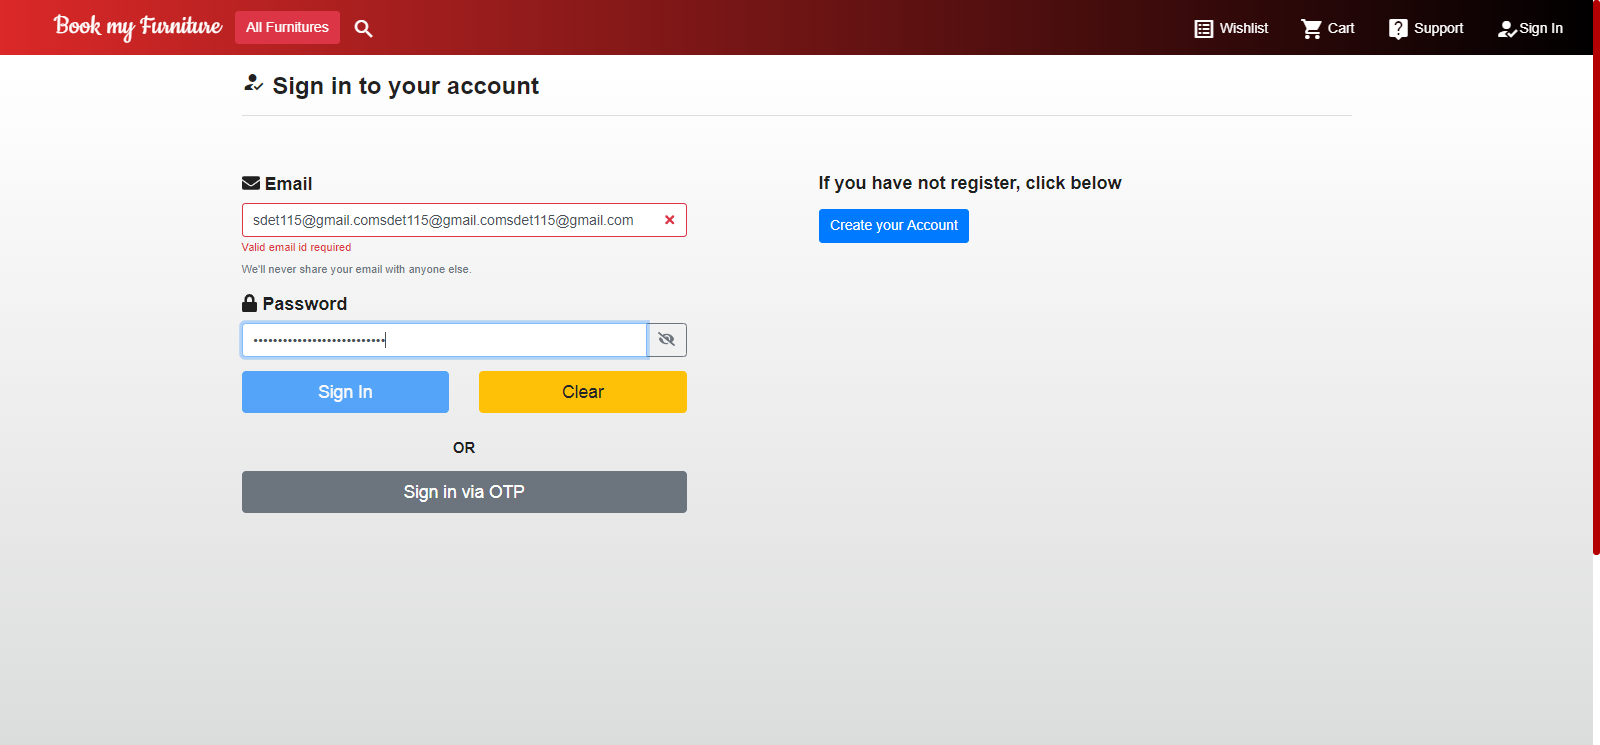 Book my Furniture
All Furnitures
Wishlist
Cart
Support
Sign In
Sign in to your account
Email
sdet115@gmail.comsdet115@gmail.comsdet115@gmail.com
Valid email id required
We'll never share your email with anyone else.
Password
Sign In
Clear
OR
Sign in via OTP
If you have not register, click below
Create your Account